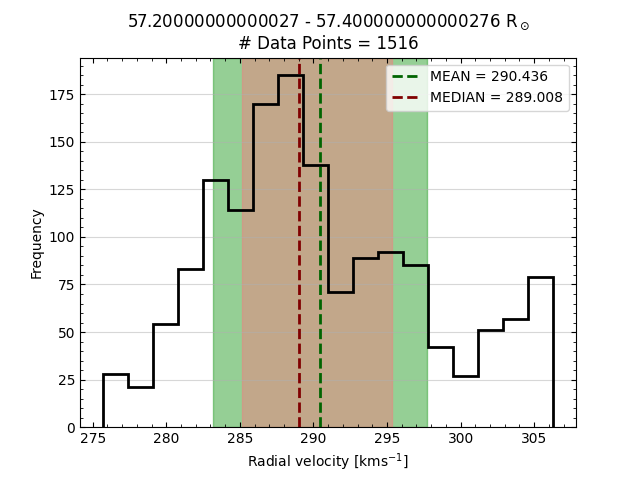 57.20000000000027 - 57.400000000000276 R⊙
# Data Points = 1516
MEAN = 290.436
MEDIAN = 289.008
175
150
125
100
75
50
25
0
Frequency
275 280 285 290 295 300 305
Radial velocity [kms⁻¹]